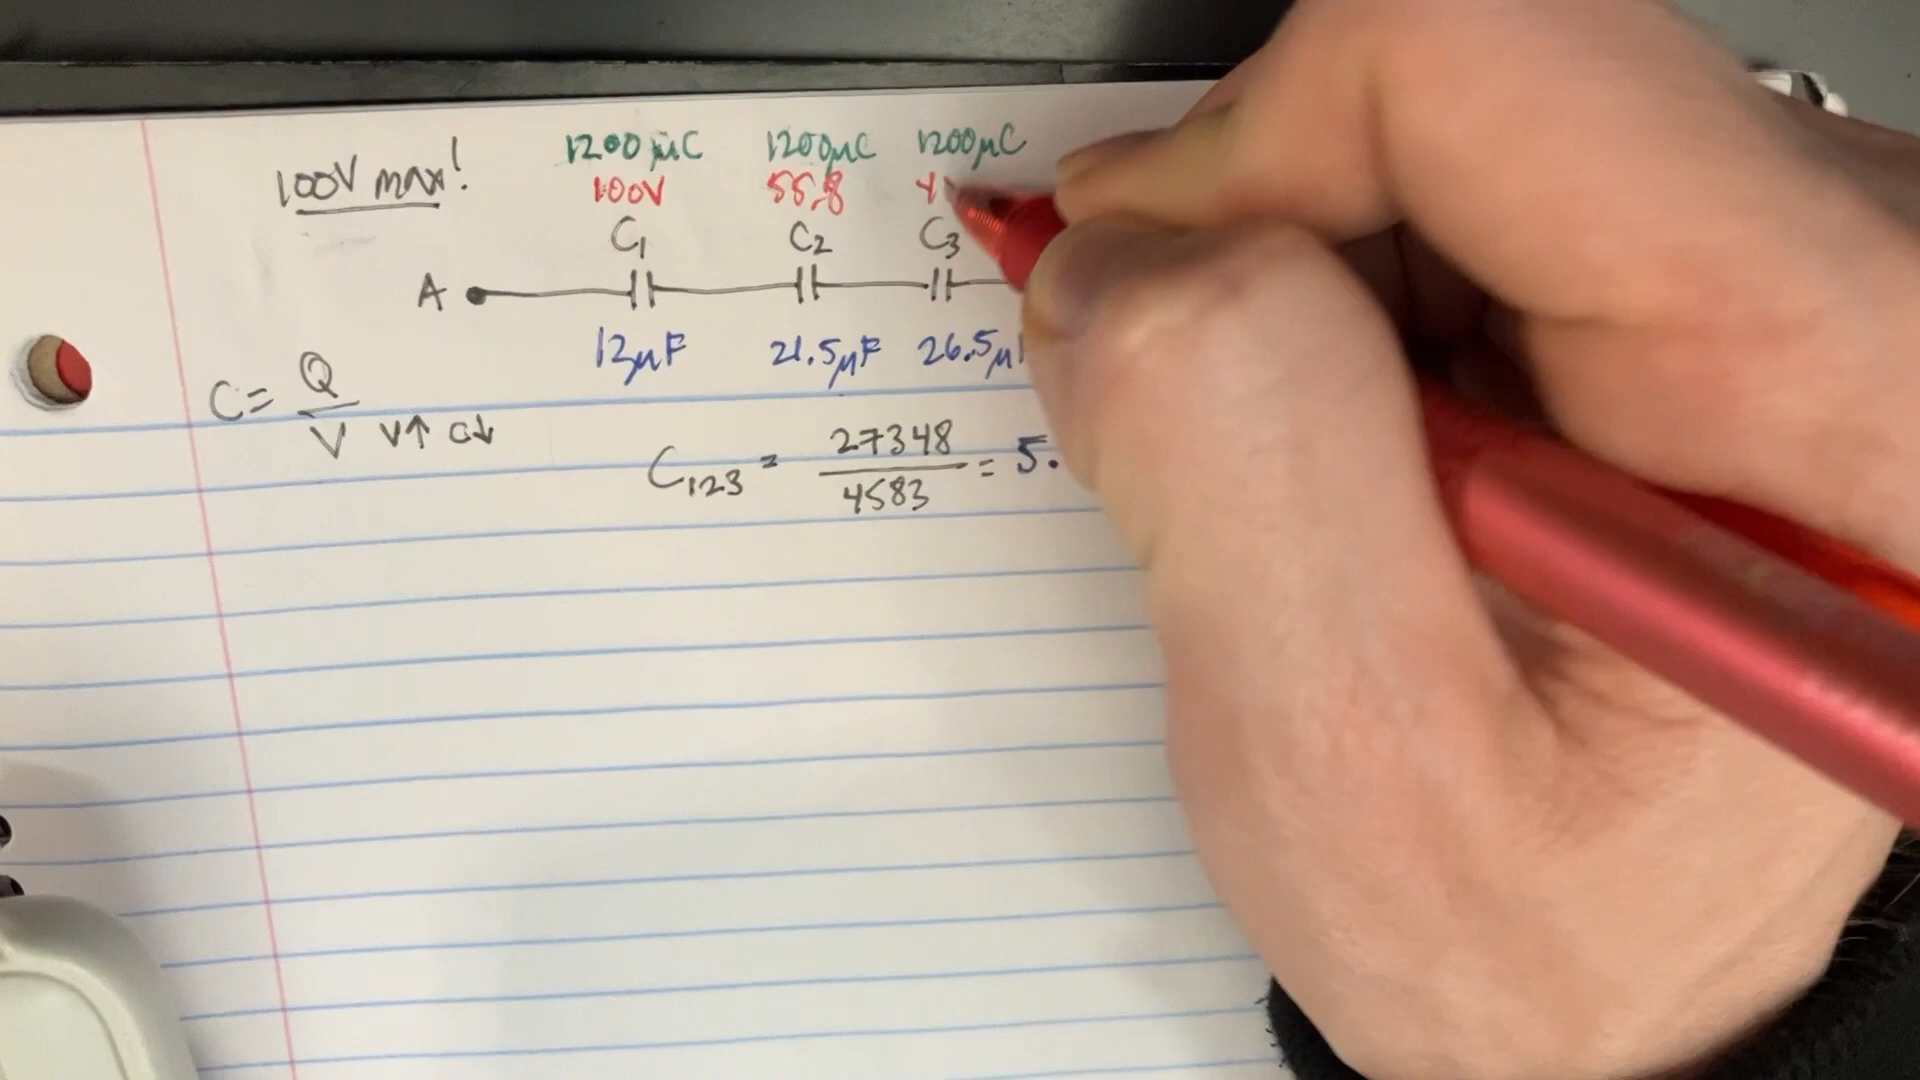 100V max!
1200μC 1200μC 1200μC
100V 55.8 4
C1 C2 C3
A
12μF 21.5μF 26.5μ
C = Q/V V↑ C↓
C123 = 27348/4583 = 5.